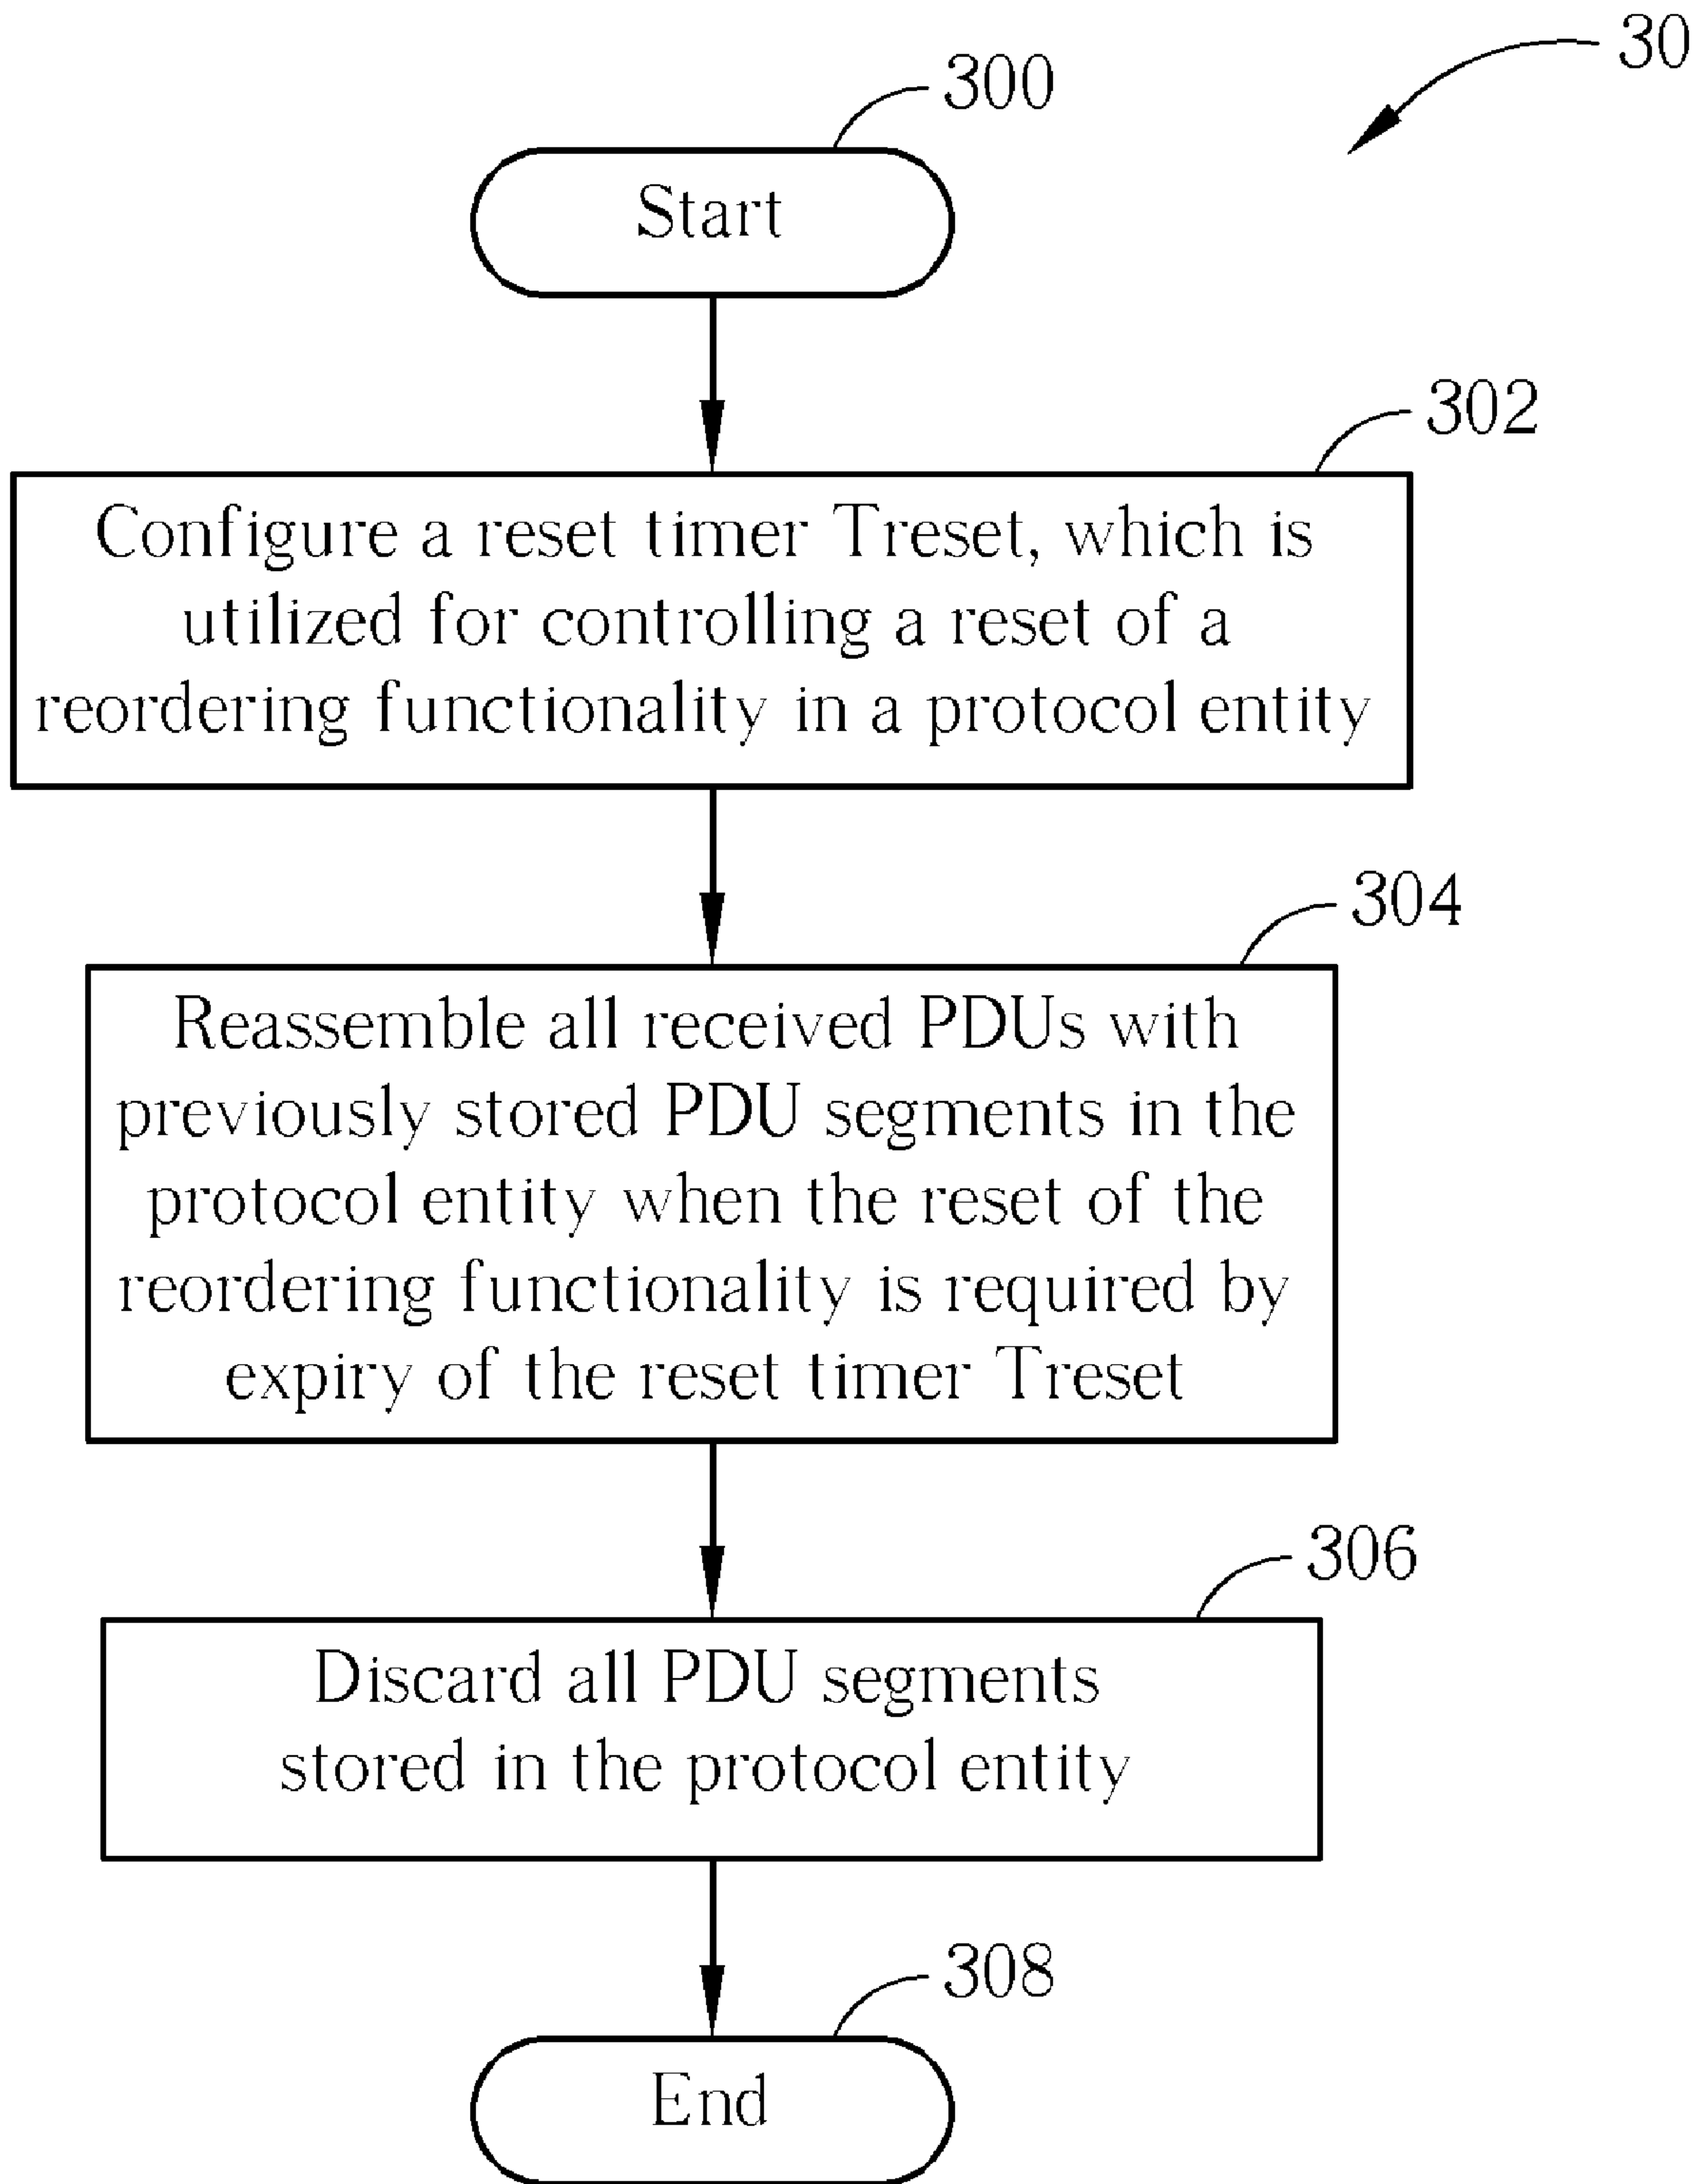 30
300
Start
302
Configure a reset timer Treset, which is
utilized for controlling a reset of a
reordering functionality in a protocol entity
304
Reassemble all received PDUs with
previously stored PDU segments in the
protocol entity when the reset of the
reordering functionality is required by
expiry of the reset timer Treset
306
Discard all PDU segments
stored in the protocol entity
308
End